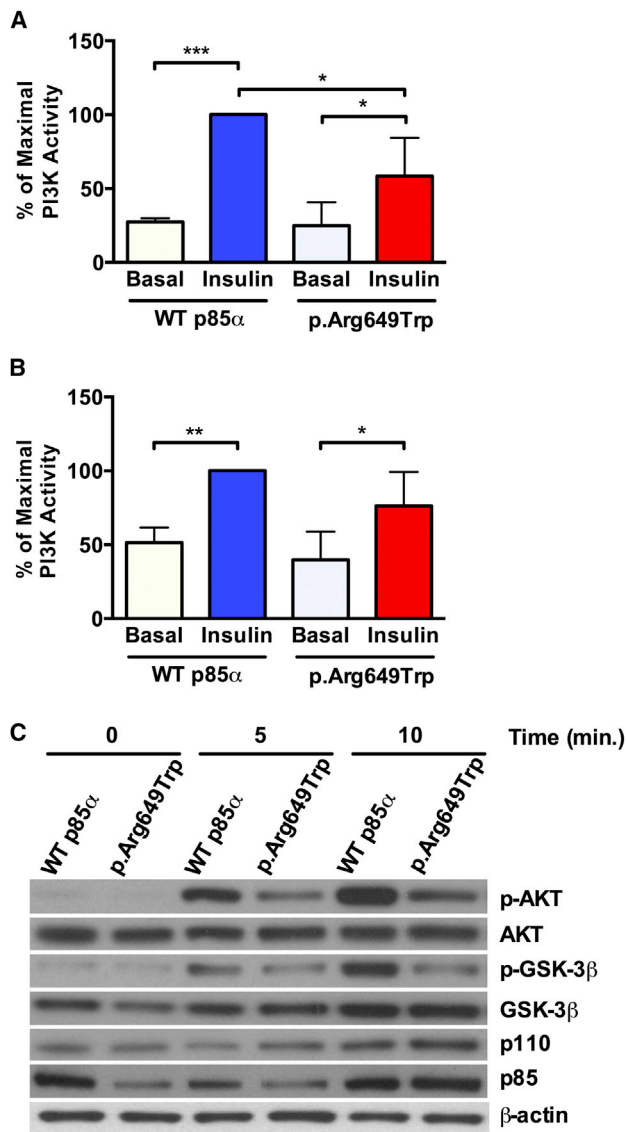 A
% of Maximal
PI3K Activity
150
100
50
0
***
*
*
Basal Insulin Basal Insulin
WT p85α p.Arg649Trp
B
% of Maximal
PI3K Activity
150
100
50
0
**
*
Basal Insulin Basal Insulin
WT p85α p.Arg649Trp
C
0 5 10 Time (min.)
WT p85α p.Arg649Trp WT p85α p.Arg649Trp WT p85α p.Arg649Trp
p-AKT
AKT
p-GSK-3β
GSK-3β
p110
p85
β-actin